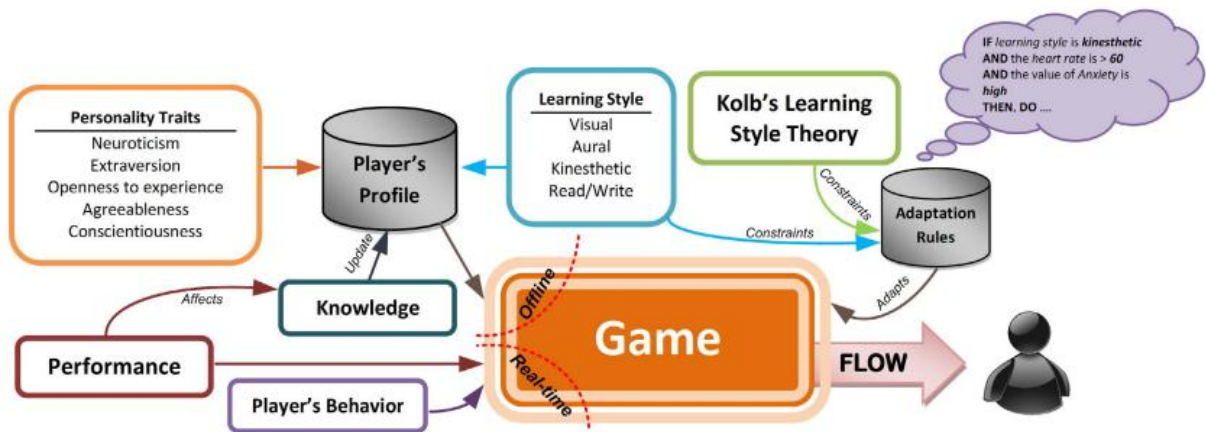 Personality Traits
Neuroticism
Extraversion
Openness to experience
Agreeableness
Conscientiousness
Player's
Profile
Learning Style
Visual
Aural
Kinesthetic
Read/Write
Kolb's Learning
Style Theory
IF learning style is kinesthetic
AND the heart rate is > 60
AND the value of Anxiety is
high
THEN, DO ....
Constraints
Constraints
Adaptation
Rules
Adapts
Update
Affects
Knowledge
Performance
Player's Behavior
Offline
Real-time
Game
FLOW